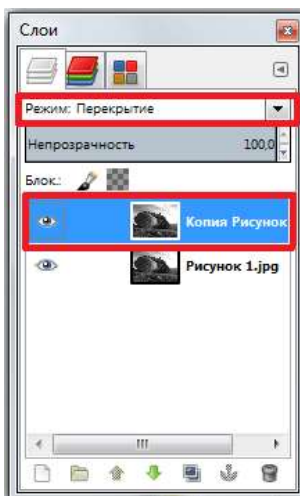 Слои
Режим: Перекрытие
Непрозрачность 100,0
Блок.:
Копия Рисунок
Рисунок 1.jpg